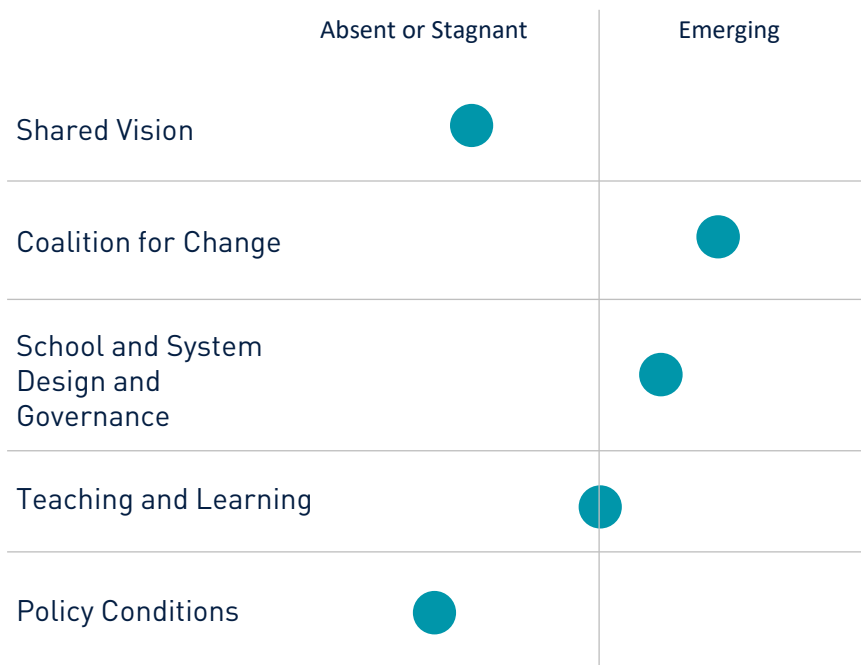 Absent or Stagnant
Emerging
Shared Vision
Coalition for Change
School and System
Design and
Governance
Teaching and Learning
Policy Conditions